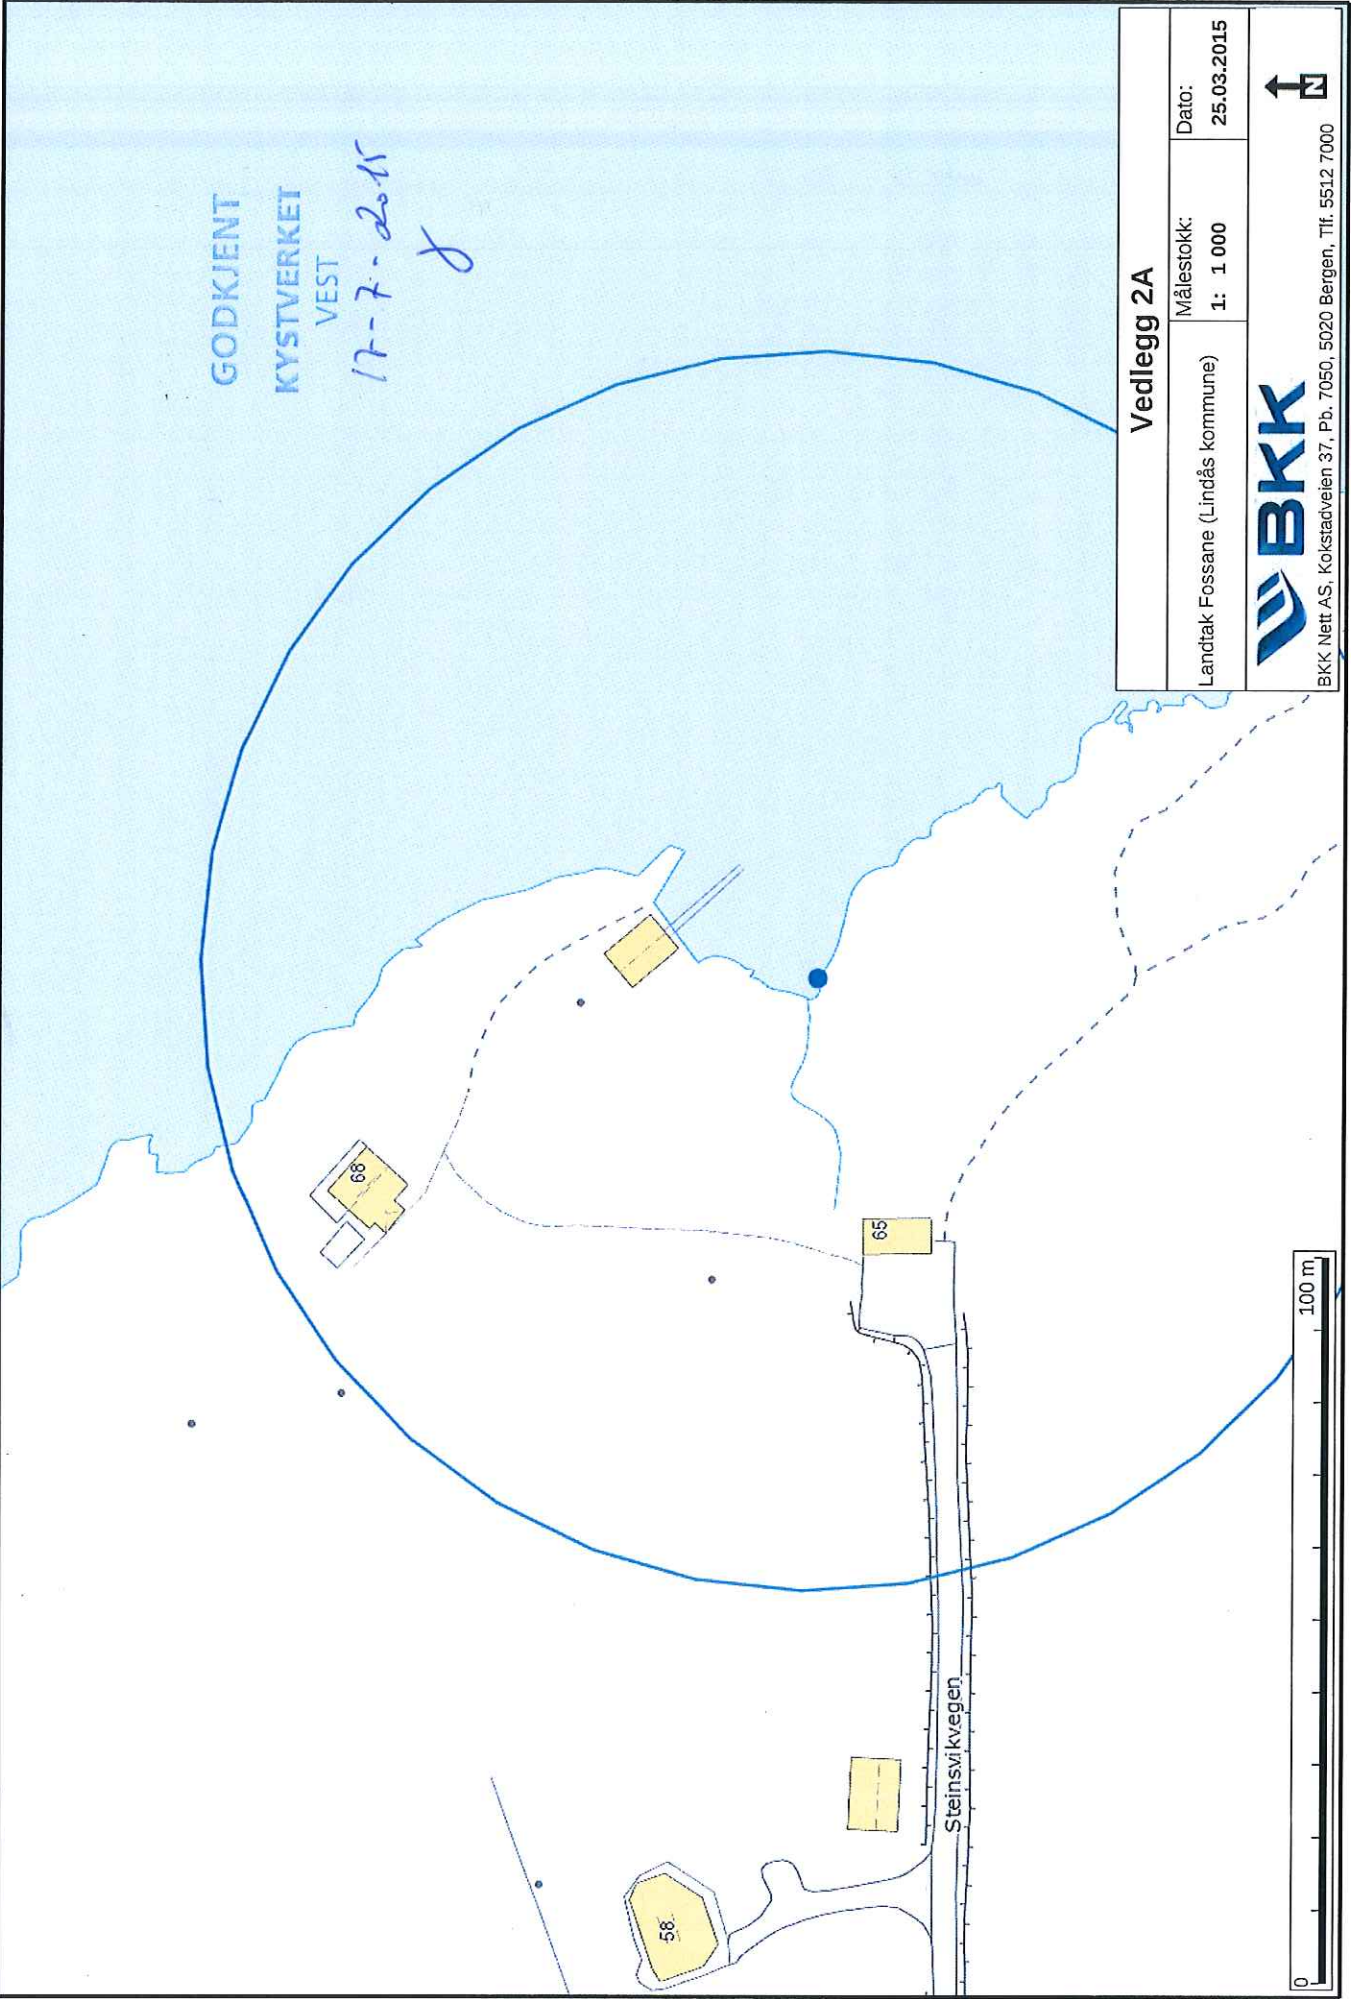 GODKJENT
KYSTVERKET
VEST
17-7-2015
68
65
58
Steinsvikvegen
0
100 m
Vedlegg 2A
Landtak Fossane (Lindås kommune)
Målestokk:
1: 1 000
Dato:
25.03.2015
BKK
N
BKK Nett AS, Kokstadveien 37, Pb. 7050, 5020 Bergen, Tlf. 5512 7000